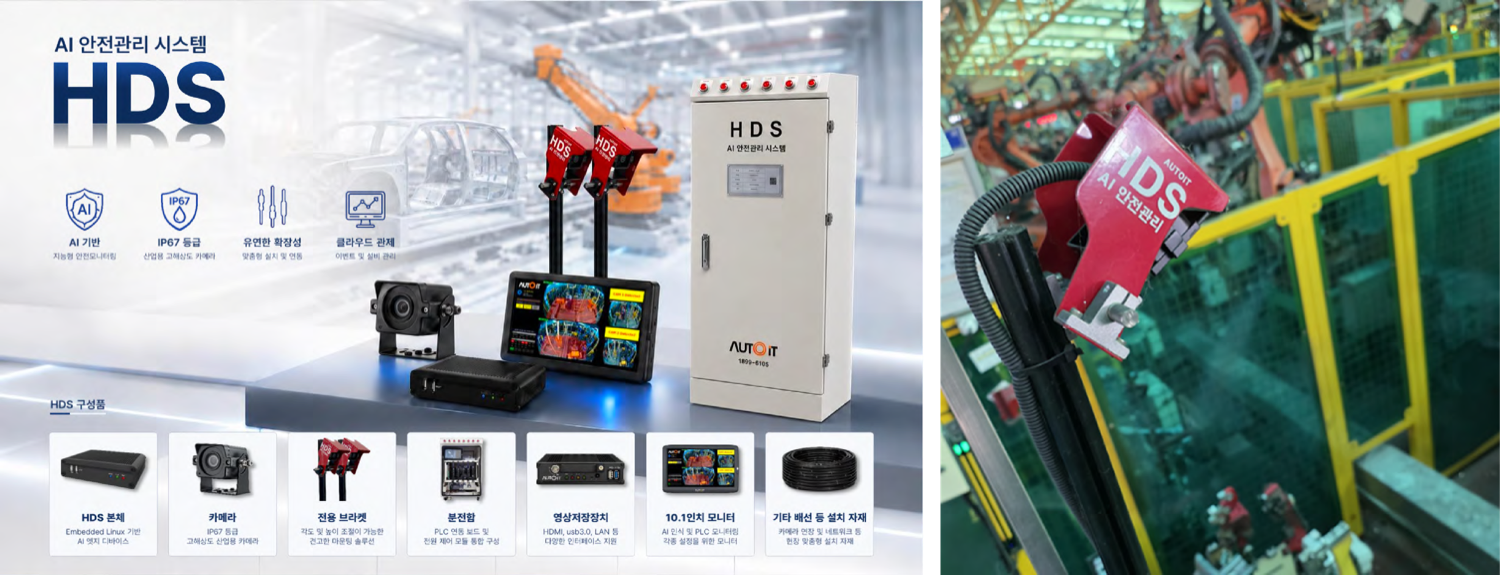 AI 안전관리 시스템
HDS
AI
AI 기반
지능형 안전모니터링
IP67
IP67 등급
산업용 고해상도 카메라
유연한 확장성
맞춤형 설치 및 연동
클라우드 관제
이벤트 및 설비 관리
HDS
HDS
HDS
AI 안전관리 시스템
AUTOIT
AUTOIT
1899-6105
HDS 구성품
HDS 본체
Embedded Linux 기반
AI 엣지 디바이스
카메라
IP67 등급
고해상도 산업용 카메라
전용 브라켓
각도 및 높이 조절이 가능한
견고한 마운팅 솔루션
분전함
PLC 연동 보드 및
전원 제어 모듈 통합 구성
AUTOIT
영상저장장치
HDMI, usb3.0, LAN 등
다양한 인터페이스 지원
10.1인치 모니터
AI 인식 및 PLC 모니터링
각종 설정을 위한 모니터
기타 배선 등 설치 자재
카메라 연장 및 네트워크 등
현장 맞춤형 설치 자재
AUTOIT
HDS
AI 안전관리